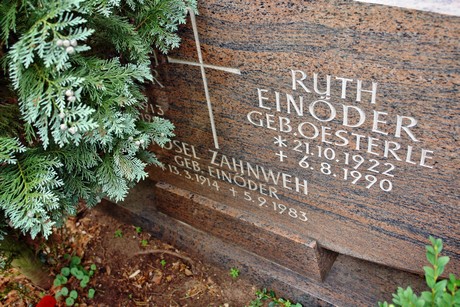 RUTH
EINÖDER
GEB. OESTERLE
* 21.10.1922
+ 6.8.1990
ZAHNWEH
GEB. EINÖDER
13.3.1914 + 5.9.1983